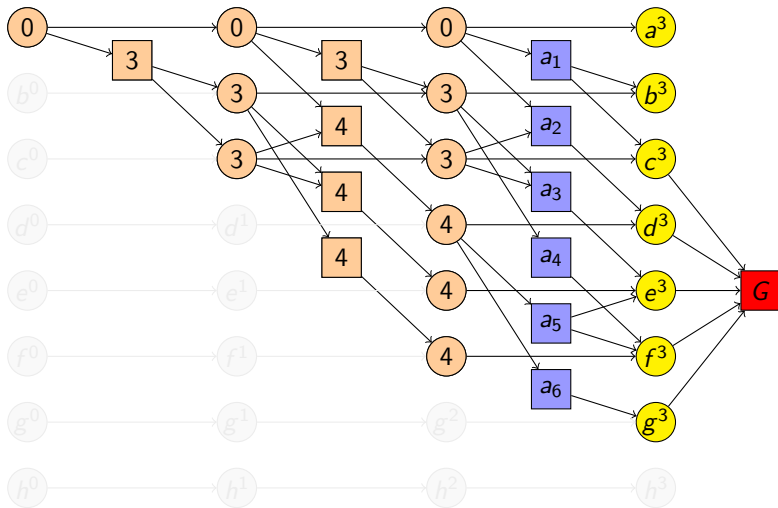 0 0 0 a³
3 3 a₁
b⁰ 3 3 b³
4 a₂
c⁰ 3 3 c³
4 a₃
d⁰ d¹ 4 d³
4 a₄
e⁰ e¹ 4 e³ G
a₅
f⁰ f¹ 4 f³
a₆
g⁰ g¹ g² g³
h⁰ h¹ h² h³